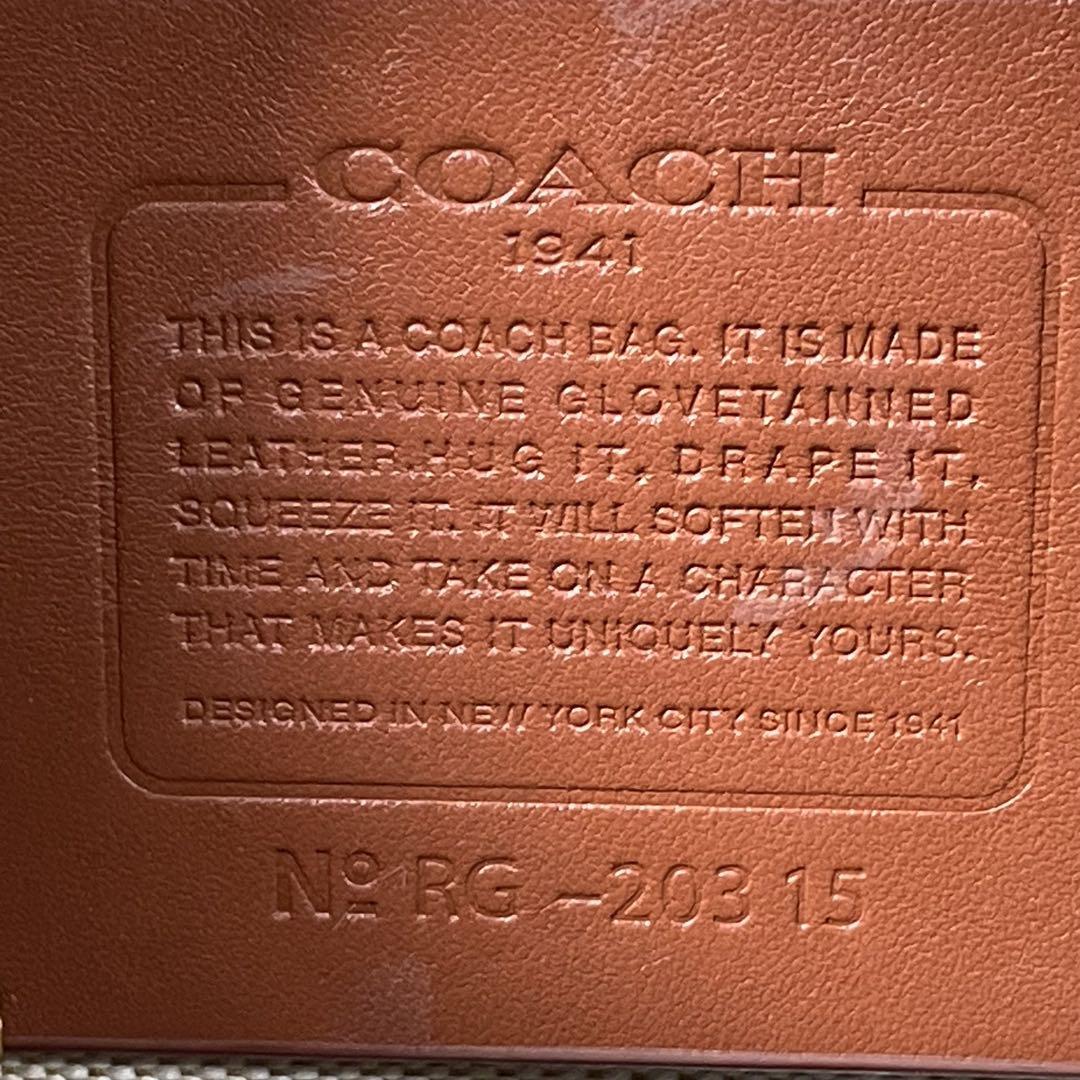 COACH
1941
THIS IS A COACH BAG. IT IS MADE
OF GENUINE GLOVETANNED
LEATHER. HUG IT, DRAPE IT,
SQUEEZE IT. IT WILL SOFTEN WITH
TIME AND TAKE ON A CHARACTER
THAT MAKES IT UNIQUELY YOURS.
DESIGNED IN NEW YORK CITY SINCE 1941
Nº RG -203 15